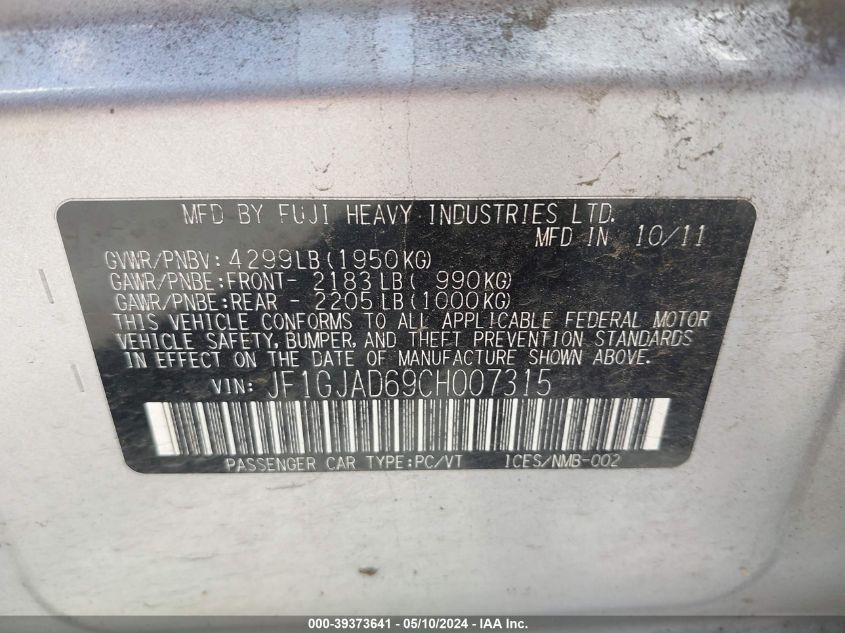 MFD BY FUJI HEAVY INDUSTRIES LTD.
MFD IN 10/11
GVWR/PNBV: 4299LB(1950KG)
GAWR/PNBE:FRONT- 2183LB( 990KG)
GAWR/PNBE:REAR - 2205LB(1000KG)
THIS VEHICLE CONFORMS TO ALL APPLICABLE FEDERAL MOTOR
VEHICLE SAFETY, BUMPER, AND THEFT PREVENTION STANDARDS
IN EFFECT ON THE DATE OF MANUFACTURE SHOWN ABOVE.
VIN: JF1GJAD69CH007315
PASSENGER CAR TYPE:PC/VT ICES/NMB-002
000-39373641 - 05/10/2024 - IAA Inc.